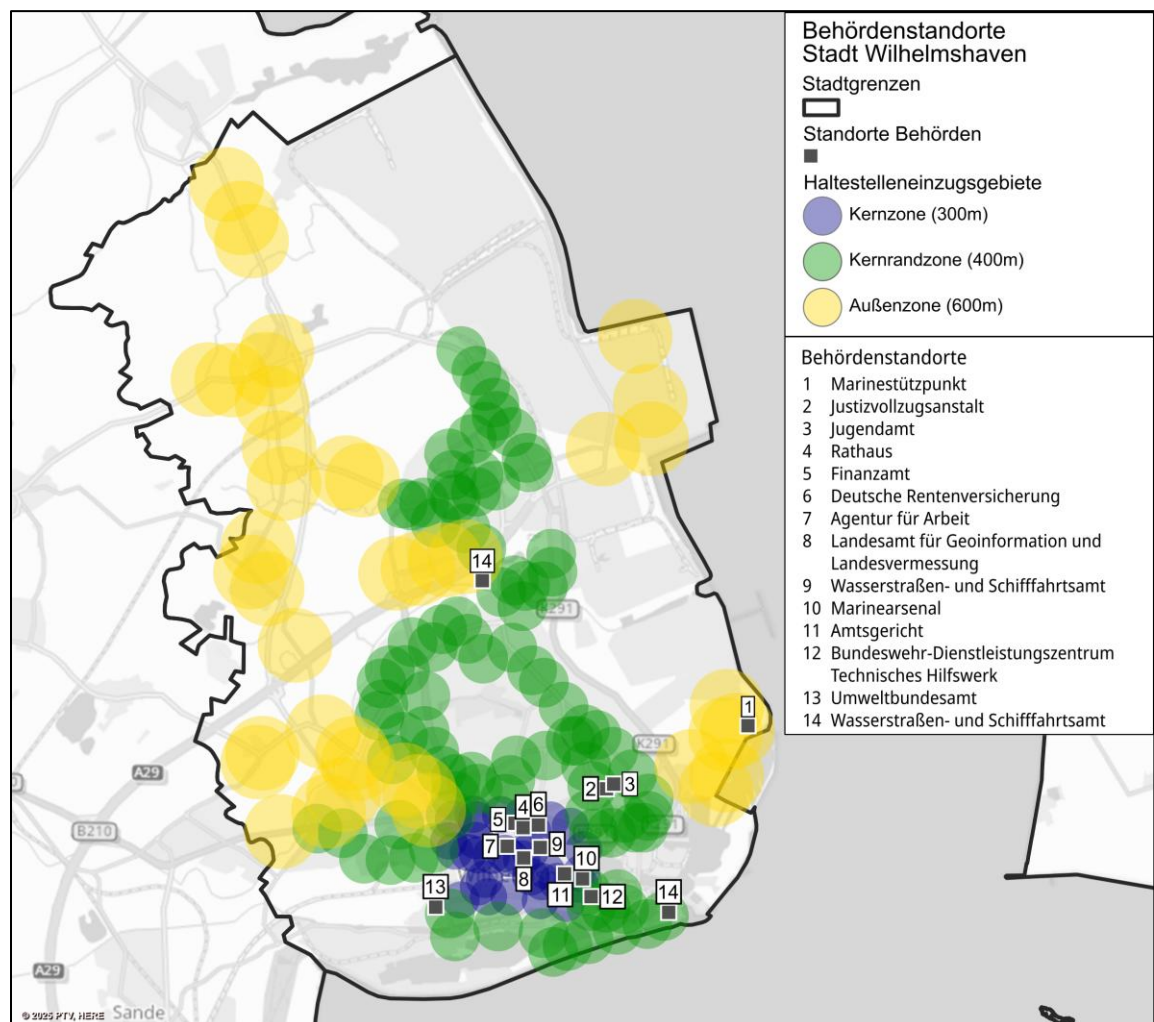 Behördenstandorte
Stadt Wilhelmshaven
Stadtgrenzen
Standorte Behörden
Haltestelleneinzugsgebiete
Kernzone (300m)
Kernrandzone (400m)
Außenzone (600m)
Behördenstandorte
1 Marinestützpunkt
2 Justizvollzugsanstalt
3 Jugendamt
4 Rathaus
5 Finanzamt
6 Deutsche Rentenversicherung
7 Agentur für Arbeit
8 Landesamt für Geoinformation und
Landesvermessung
9 Wasserstraßen- und Schifffahrtsamt
10 Marinearsenal
11 Amtsgericht
12 Bundeswehr-Dienstleistungszentrum
Technisches Hilfswerk
13 Umweltbundesamt
14 Wasserstraßen- und Schifffahrtsamt
14
K291
1
K291
A29
2
3
4
6
5
B210
7
9
8
10
11
12
13
14
A29
© 2025 PTV, HERE
Sande